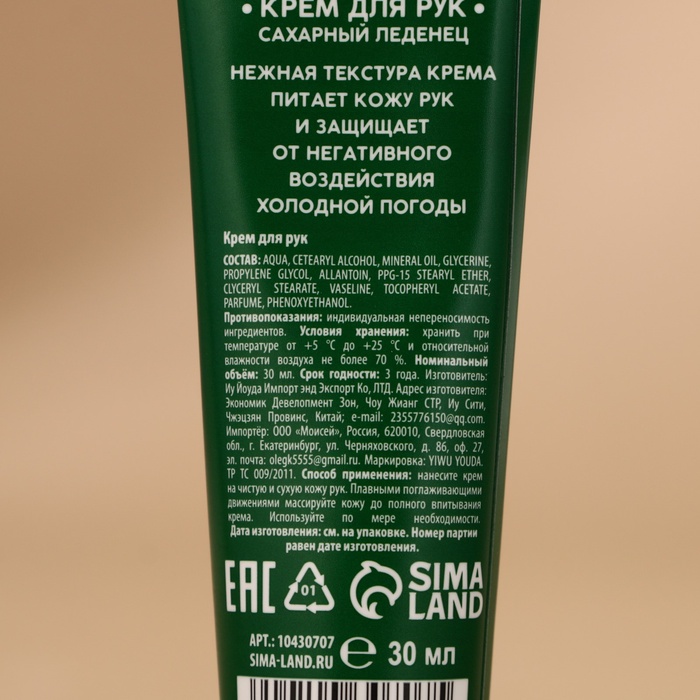 • КРЕМ ДЛЯ РУК •
САХАРНЫЙ ЛЕДЕНЕЦ
НЕЖНАЯ ТЕКСТУРА КРЕМА
ПИТАЕТ КОЖУ РУК
И ЗАЩИЩАЕТ
ОТ НЕГАТИВНОГО
ВОЗДЕЙСТВИЯ
ХОЛОДНОЙ ПОГОДЫ
Крем для рук
СОСТАВ: AQUA, CETEARYL ALCOHOL, MINERAL OIL, GLYCERINE,
PROPYLENE GLYCOL, ALLANTOIN, PPG-15 STEARYL ETHER,
CLYCERYL STEARATE, VASELINE, TOCOPHERYL ACETATE,
PARFUME, PHENOXYETHANOL.
Противопоказания: индивидуальная непереносимость
ингредиентов. Условия хранения: хранить при
температуре от +5 °С до +25 °С и относительной
влажности воздуха не более 70 %. Номинальный
объём: 30 мл. Срок годности: 3 года. Изготовитель:
Иу Йоуда Импорт энд Экспорт Ко, ЛТД. Адрес изготовителя:
Экономик Девелопмент Зон, Чоу Жианг СТР, Иу Сити,
Чжэцзян Провинс, Китай; e-mail: 2355776150@qq.com.
Импортёр: ООО «Моисей», Россия, 620010, Свердловская
обл., г. Екатеринбург, ул. Черняховского, д. 86, оф. 27,
эл. почта: olegk5555@gmail.ru. Маркировка: YIWU YOUDA.
ТР ТС 009/2011. Способ применения: нанесите крем
на чистую и сухую кожу рук. Плавными поглаживающими
движениями массируйте кожу до полного впитывания
крема. Используйте по мере необходимости.
Дата изготовления: см. на упаковке. Номер партии
равен дате изготовления.
EAC 01 SIMA
LAND
АРТ.: 10430707
SIMA-LAND.RU ℮ 30 мл